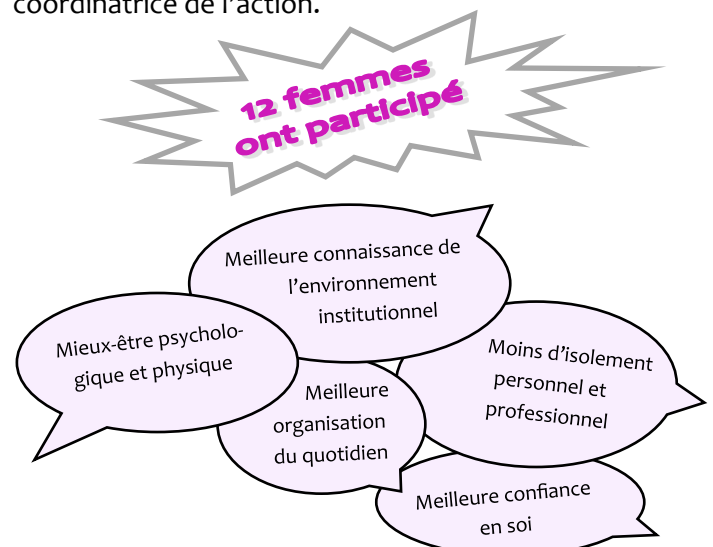 coordinatrice de l'action.
12 femmes
ont participé
Meilleure connaissance de
l'environnement
institutionnel
Mieux-être psycholo-
gique et physique
Moins d'isolement
personnel et
professionnel
Meilleure
organisation
du quotidien
Meilleure confiance
en soi